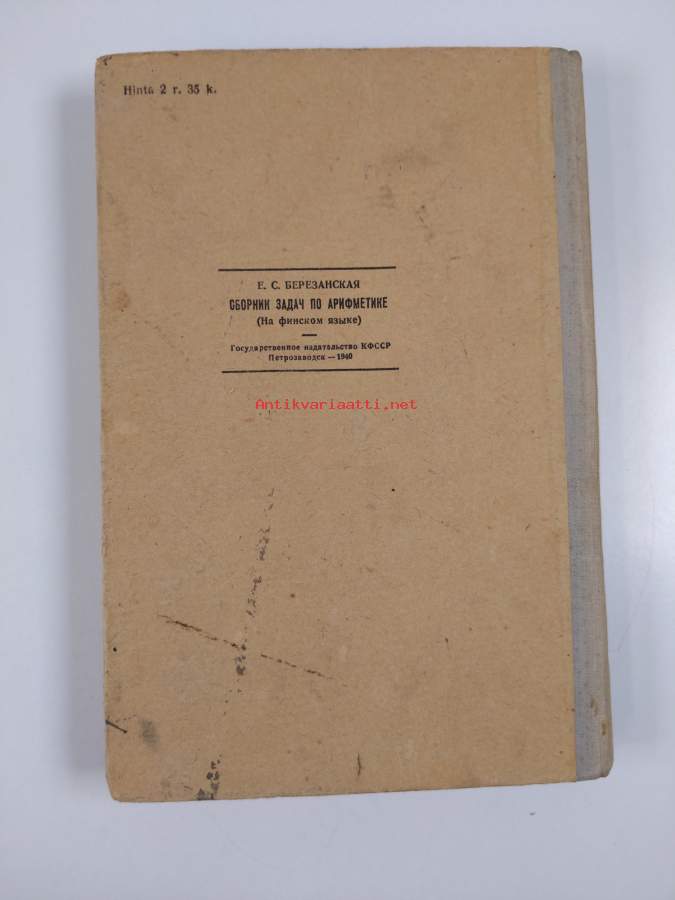 Hinta 2 r. 35 k.
Е. С. БЕРЕЗАНСКАЯ
СБОРНИК ЗАДАЧ ПО АРИФМЕТИКЕ
(На финском языке)
Государственное издательство КФССР
Петрозаводск — 1940
Antikvariaatti.net